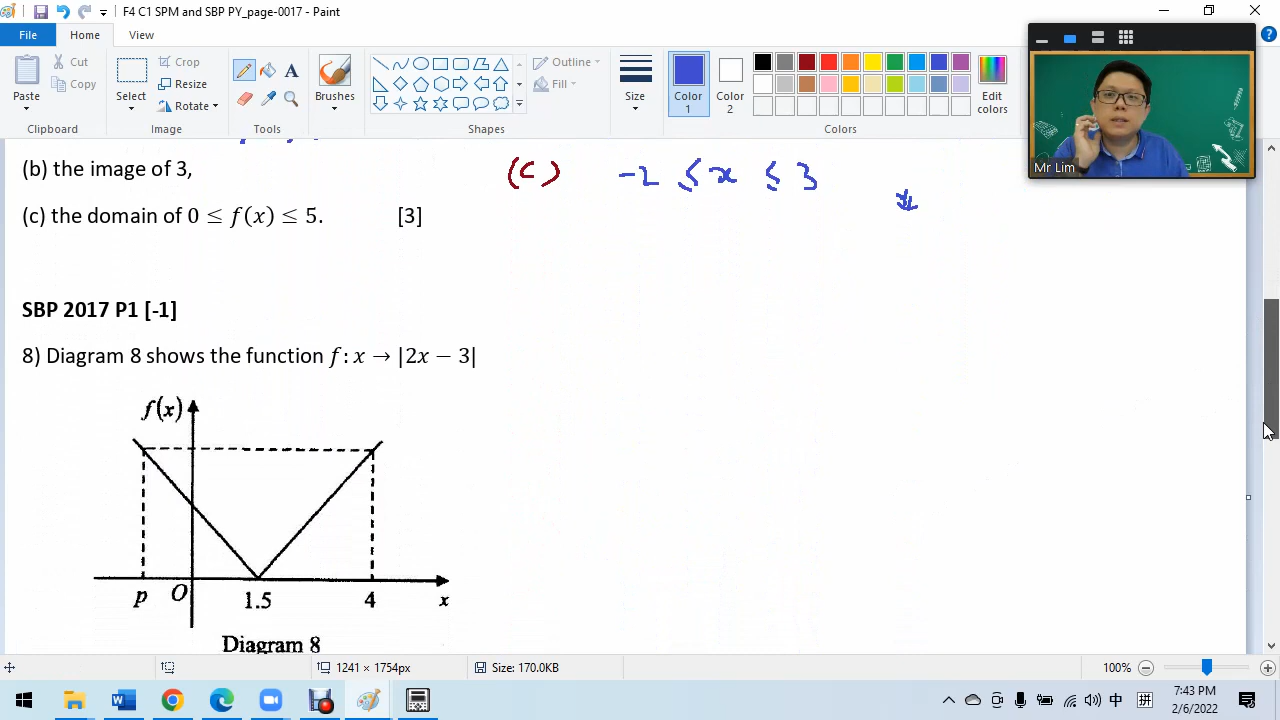 F4 C1 SPM and SBP PY_page-0017 - Paint
File Home View
Paste
Cut
Copy
Clipboard
Select
Crop
Resize
Rotate
Image
A
Tools
Brushes
Shapes
Outline
Fill
Size
Color 1
Color 2
Edit colors
Colors
Mr Lim
(b) the image of 3,
(c) -2 ≤ x ≤ 3
(c) the domain of 0 ≤ f(x) ≤ 5. [3]
SBP 2017 P1 [-1]
8) Diagram 8 shows the function f : x → |2x − 3|
f(x)
p O 1.5 4 x
Diagram 8
1241 × 1754px
Size: 170.0KB
100%
中 拼
7:43 PM
2/6/2022